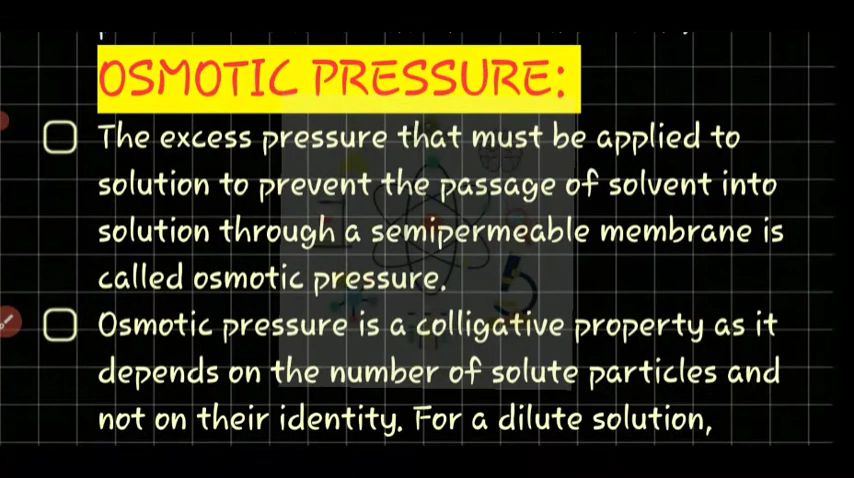 OSMOTIC PRESSURE:
The excess pressure that must be applied to
solution to prevent the passage of solvent into
solution through a semipermeable membrane is
called osmotic pressure.
Osmotic pressure is a colligative property as it
depends on the number of solute particles and
not on their identity. For a dilute solution,